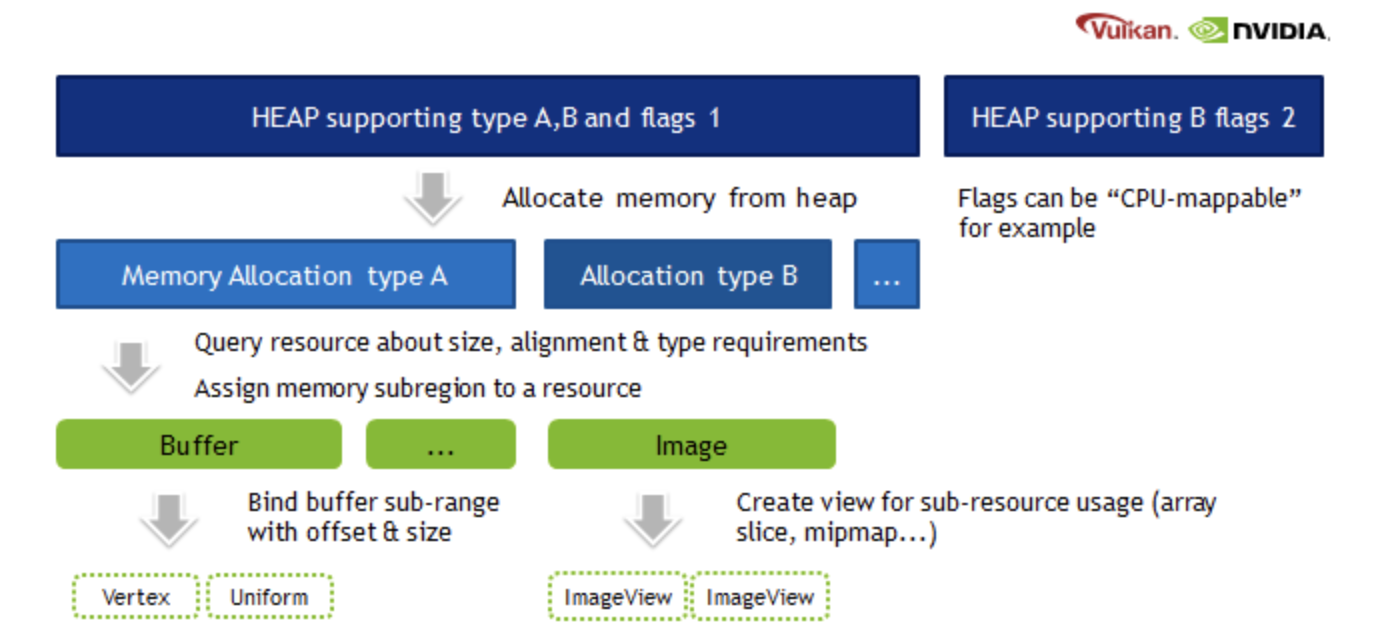 Vulkan. NVIDIA.
HEAP supporting type A,B and flags 1
HEAP supporting B flags 2
Allocate memory from heap
Flags can be “CPU-mappable”
for example
Memory Allocation type A
Allocation type B
...
Query resource about size, alignment & type requirements
Assign memory subregion to a resource
Buffer
...
Image
Bind buffer sub-range
with offset & size
Create view for sub-resource usage (array
slice, mipmap...)
Vertex
Uniform
ImageView
ImageView